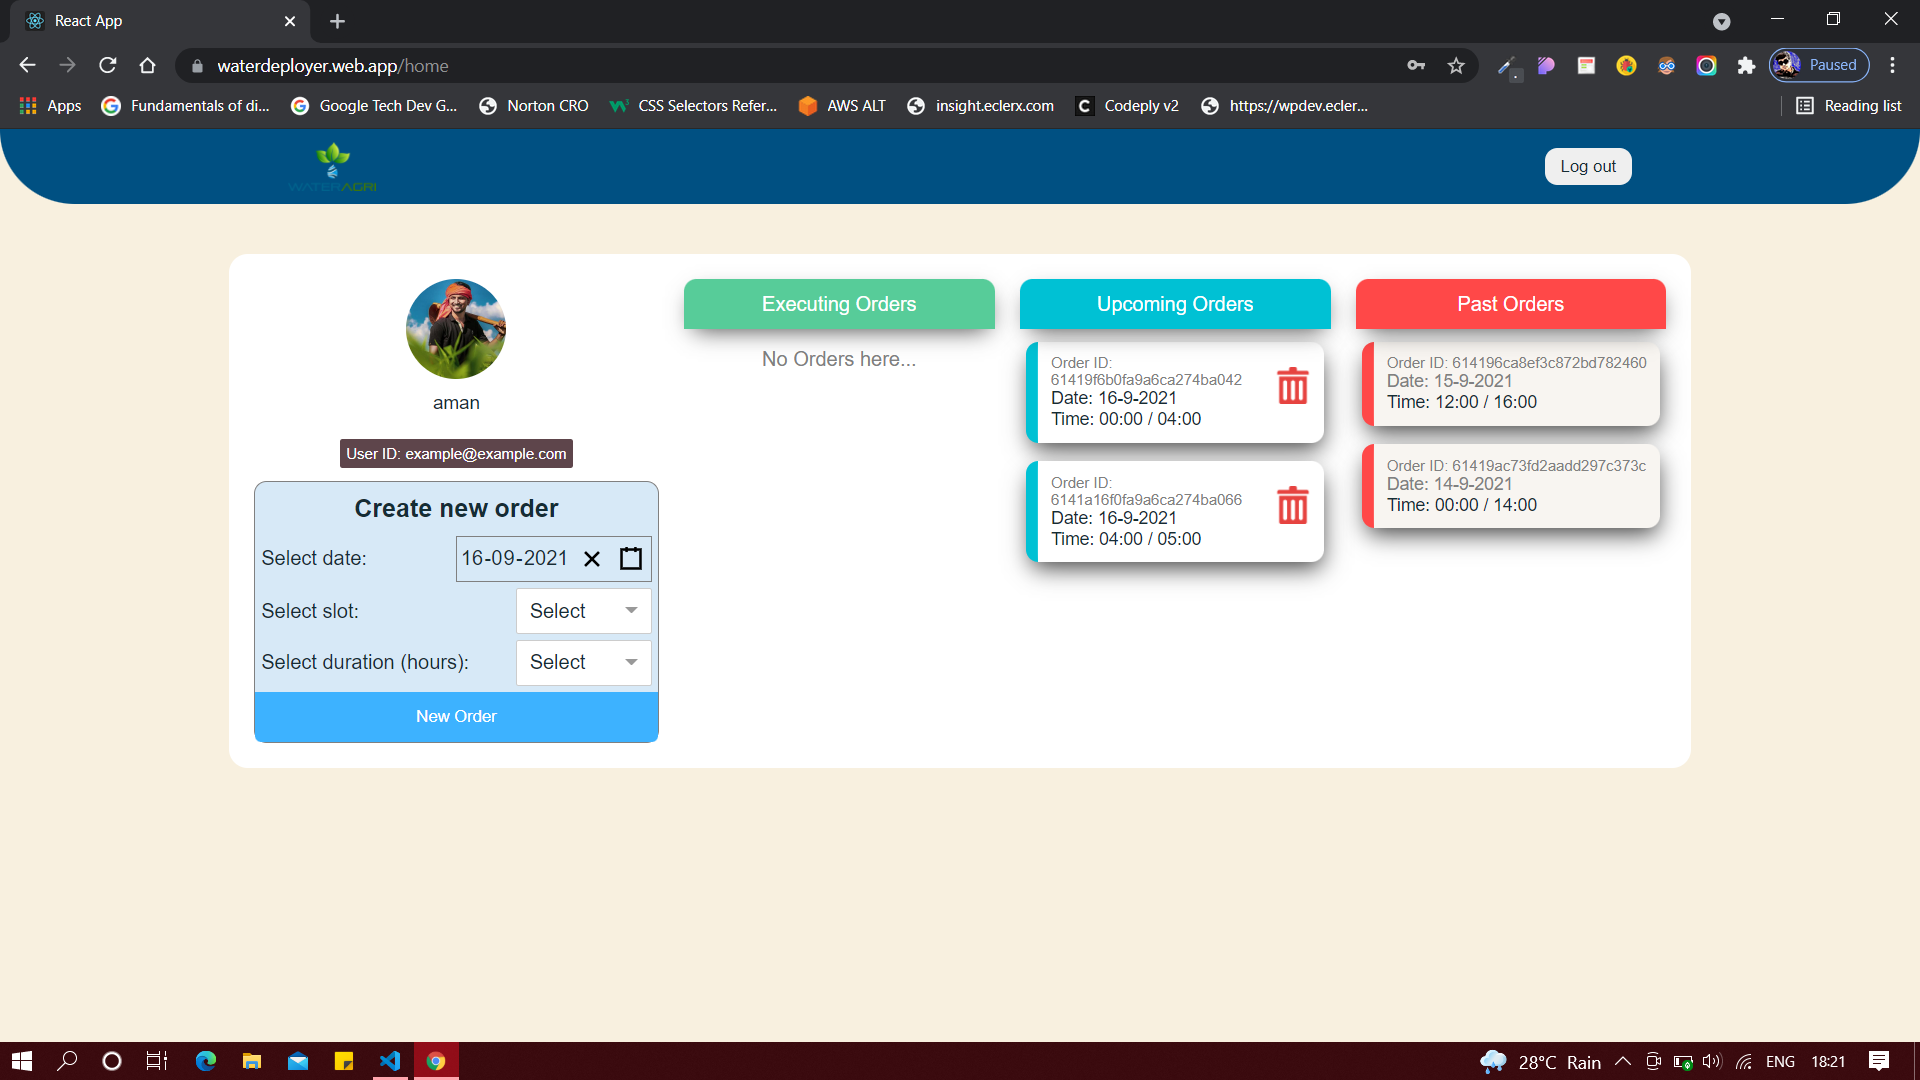 React App
waterdeployer.web.app/home
Paused
Apps
Fundamentals of di...
Google Tech Dev G...
Norton CRO
CSS Selectors Refer...
AWS ALT
insight.eclerx.com
C
Codeply v2
https://wpdev.ecler...
Reading list
WATERAGRI
Log out
aman
User ID: example@example.com
Create new order
Select date:
16-09-2021
Select slot:
Select
Select duration (hours):
Select
New Order
Executing Orders
No Orders here...
Upcoming Orders
Order ID:
61419f6b0fa9a6ca274ba042
Date: 16-9-2021
Time: 00:00 / 04:00
Order ID:
6141a16f0fa9a6ca274ba066
Date: 16-9-2021
Time: 04:00 / 05:00
Past Orders
Order ID: 614196ca8ef3c872bd782460
Date: 15-9-2021
Time: 12:00 / 16:00
Order ID: 61419ac73fd2aadd297c373c
Date: 14-9-2021
Time: 00:00 / 14:00
28°C Rain
ENG
18:21